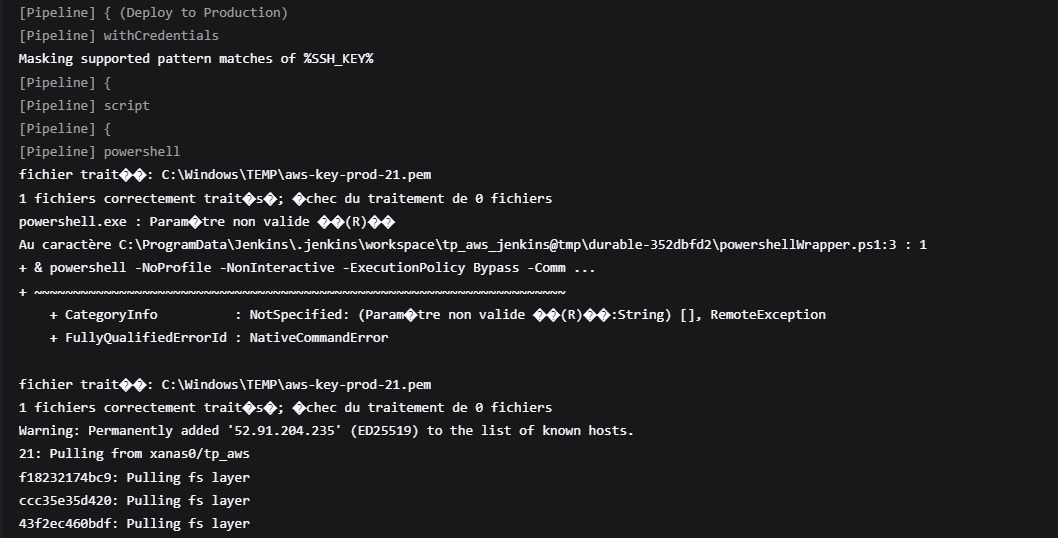 [Pipeline] { (Deploy to Production)
[Pipeline] withCredentials
Masking supported pattern matches of %SSH_KEY%
[Pipeline] {
[Pipeline] script
[Pipeline] {
[Pipeline] powershell
fichier trait��: C:\Windows\TEMP\aws-key-prod-21.pem
1 fichiers correctement trait�s�; �chec du traitement de 0 fichiers
powershell.exe : Param�tre non valide ��(R)��
Au caractère C:\ProgramData\Jenkins\.jenkins\workspace\tp_aws_jenkins@tmp\durable-352dbfd2\powershellWrapper.ps1:3 : 1
+ & powershell -NoProfile -NonInteractive -ExecutionPolicy Bypass -Comm ...
+ ~~~~~~~~~~~~~~~~~~~~~~~~~~~~~~~~~~~~~~~~~~~~~~~~~~~~~~~~~~~~~~~~~~~~~
    + CategoryInfo          : NotSpecified: (Param�tre non valide ��(R)��:String) [], RemoteException
    + FullyQualifiedErrorId : NativeCommandError
fichier trait��: C:\Windows\TEMP\aws-key-prod-21.pem
1 fichiers correctement trait�s�; �chec du traitement de 0 fichiers
Warning: Permanently added '52.91.204.235' (ED25519) to the list of known hosts.
21: Pulling from xanas0/tp_aws
f18232174bc9: Pulling fs layer
ccc35e35d420: Pulling fs layer
43f2ec460bdf: Pulling fs layer